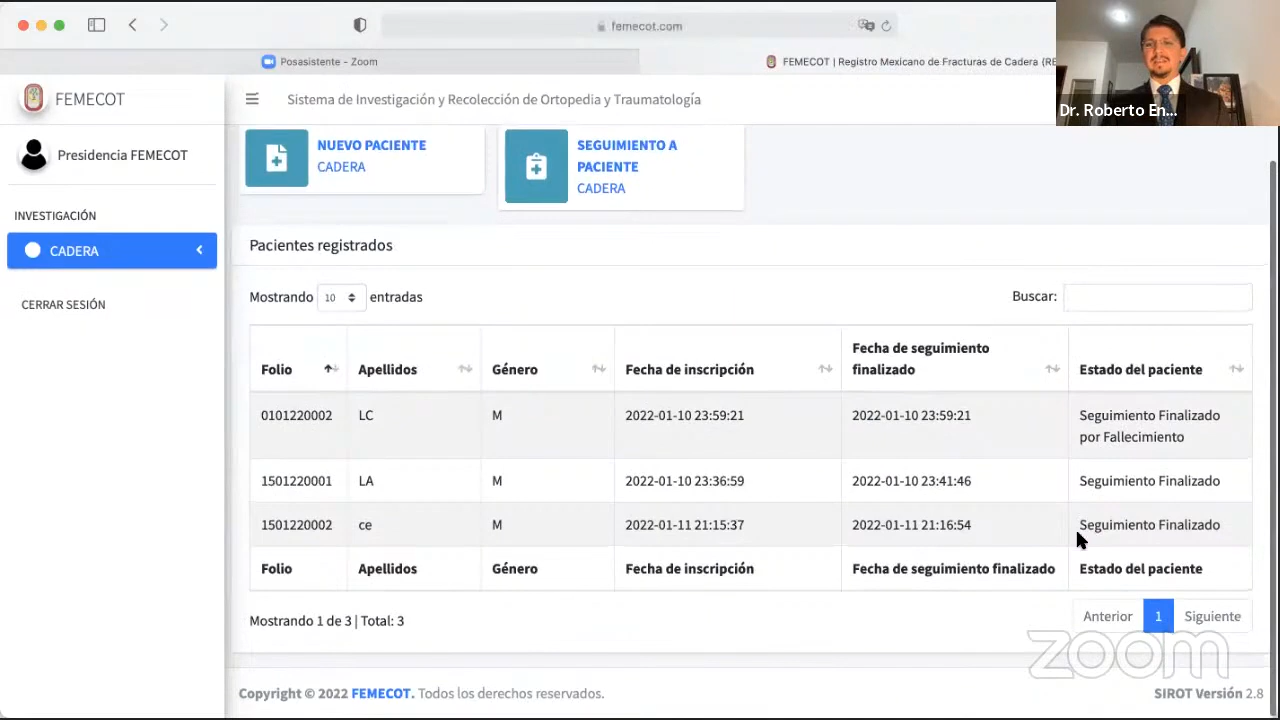 femecot.com
Posasistente - Zoom
FEMECOT | Registro Mexicano de Fracturas de Cadera (RE
Dr. Roberto En...
FEMECOT
Sistema de Investigación y Recolección de Ortopedia y Traumatología
Presidencia FEMECOT
INVESTIGACIÓN
CADERA
CERRAR SESIÓN
NUEVO PACIENTE
CADERA
SEGUIMIENTO A
PACIENTE
CADERA
Pacientes registrados
Mostrando 10 entradas
Buscar:
Folio Apellidos Género Fecha de inscripción Fecha de seguimiento finalizado Estado del paciente
0101220002 LC M 2022-01-10 23:59:21 2022-01-10 23:59:21 Seguimiento Finalizado por Fallecimiento
1501220001 LA M 2022-01-10 23:36:59 2022-01-10 23:41:46 Seguimiento Finalizado
1501220002 ce M 2022-01-11 21:15:37 2022-01-11 21:16:54 Seguimiento Finalizado
Folio Apellidos Género Fecha de inscripción Fecha de seguimiento finalizado Estado del paciente
Mostrando 1 de 3 | Total: 3
Anterior 1 Siguiente
zoom
Copyright © 2022 FEMECOT. Todos los derechos reservados.
SIROT Versión 2.8